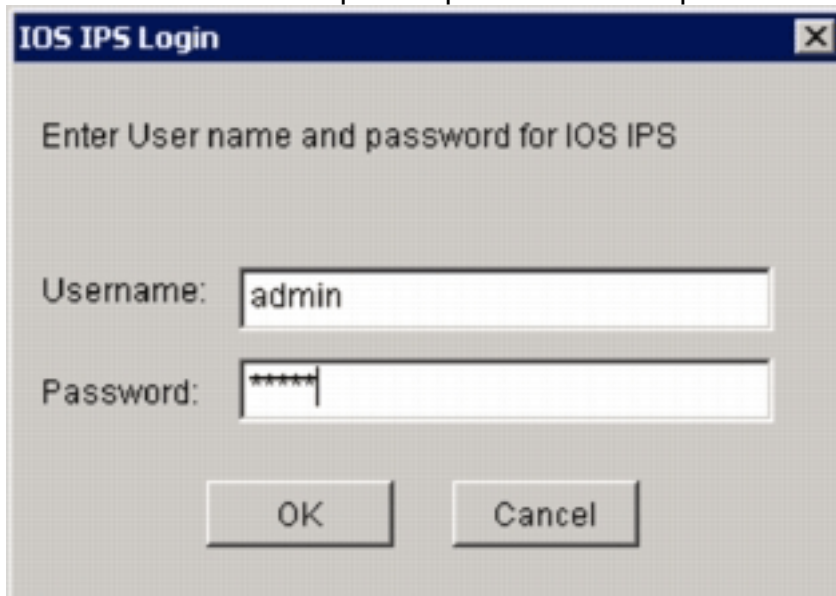 IOS IPS Login
Enter User name and password for IOS IPS
Username: admin
Password: *****
OK Cancel